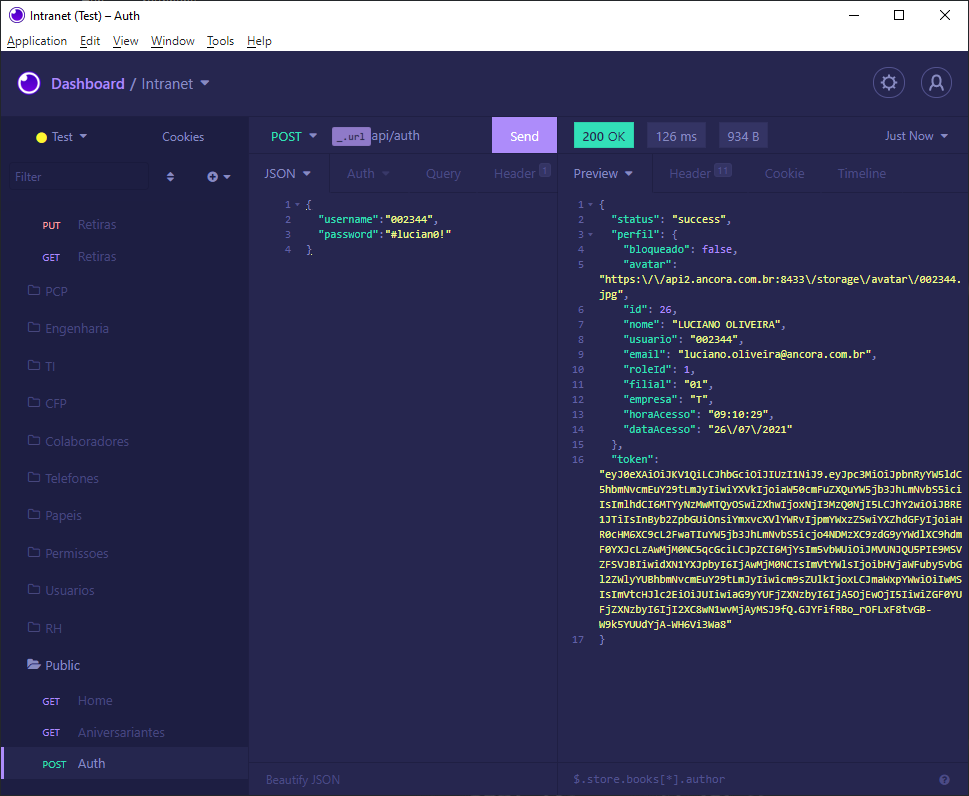 Intranet (Test) – Auth
Application Edit View Window Tools Help
Dashboard / Intranet
Test Cookies
POST _.url api/auth Send
200 OK 126 ms 934 B Just Now
Filter
JSON Auth Query Header 1
Preview Header 11 Cookie Timeline
PUT Retiras
GET Retiras
PCP
Engenharia
TI
CFP
Colaboradores
Telefones
Papeis
Permissoes
Usuarios
RH
Public
GET Home
GET Aniversariantes
POST Auth
1 {
2 "username":"002344",
3 "password":"#lucian0!"
4 }
Beautify JSON
1 {
2 "status": "success",
3 "perfil": {
4 "bloqueado": false,
5 "avatar":
"https:\/\/api2.ancora.com.br:8433\/storage\/avatar\/002344.
jpg",
6 "id": 26,
7 "nome": "LUCIANO OLIVEIRA",
8 "usuario": "002344",
9 "email": "luciano.oliveira@ancora.com.br",
10 "roleId": 1,
11 "filial": "01",
12 "empresa": "T",
13 "horaAcesso": "09:10:29",
14 "dataAcesso": "26\/07\/2021"
15 },
16 "token":
17 }
$.store.books[*].author